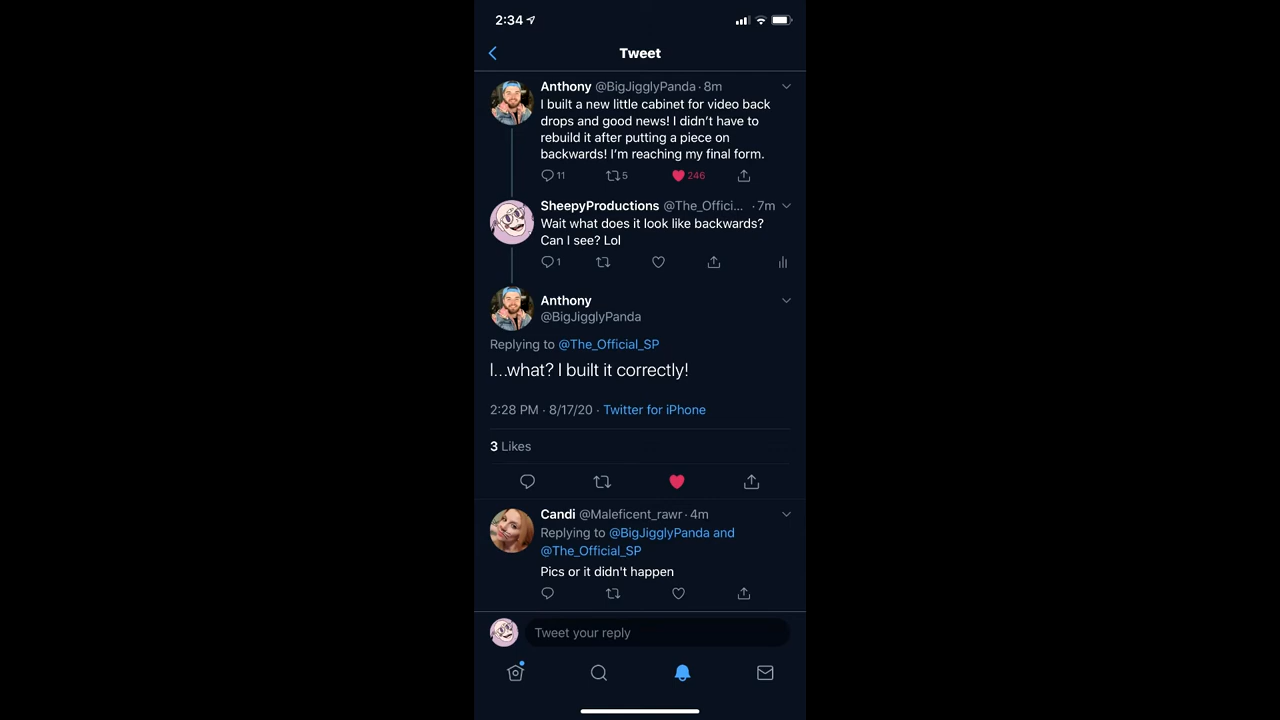 2:34
Tweet
Anthony @BigJigglyPanda · 8m
I built a new little cabinet for video back
drops and good news! I didn’t have to
rebuild it after putting a piece on
backwards! I’m reaching my final form.
11 5 246
SheepyProductions @The_Offici... · 7m
Wait what does it look like backwards?
Can I see? Lol
1
Anthony
@BigJigglyPanda
Replying to @The_Official_SP
I...what? I built it correctly!
2:28 PM · 8/17/20 · Twitter for iPhone
3 Likes
Candi @Maleficent_rawr · 4m
Replying to @BigJigglyPanda and
@The_Official_SP
Pics or it didn't happen
Tweet your reply